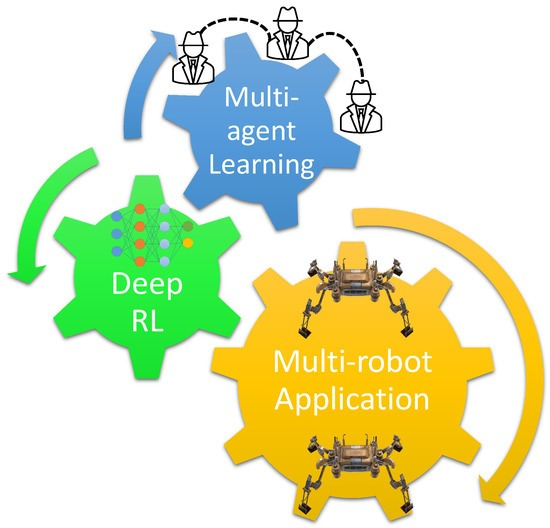 Multi-
agent
Learning
Deep
RL
Multi-robot
Application